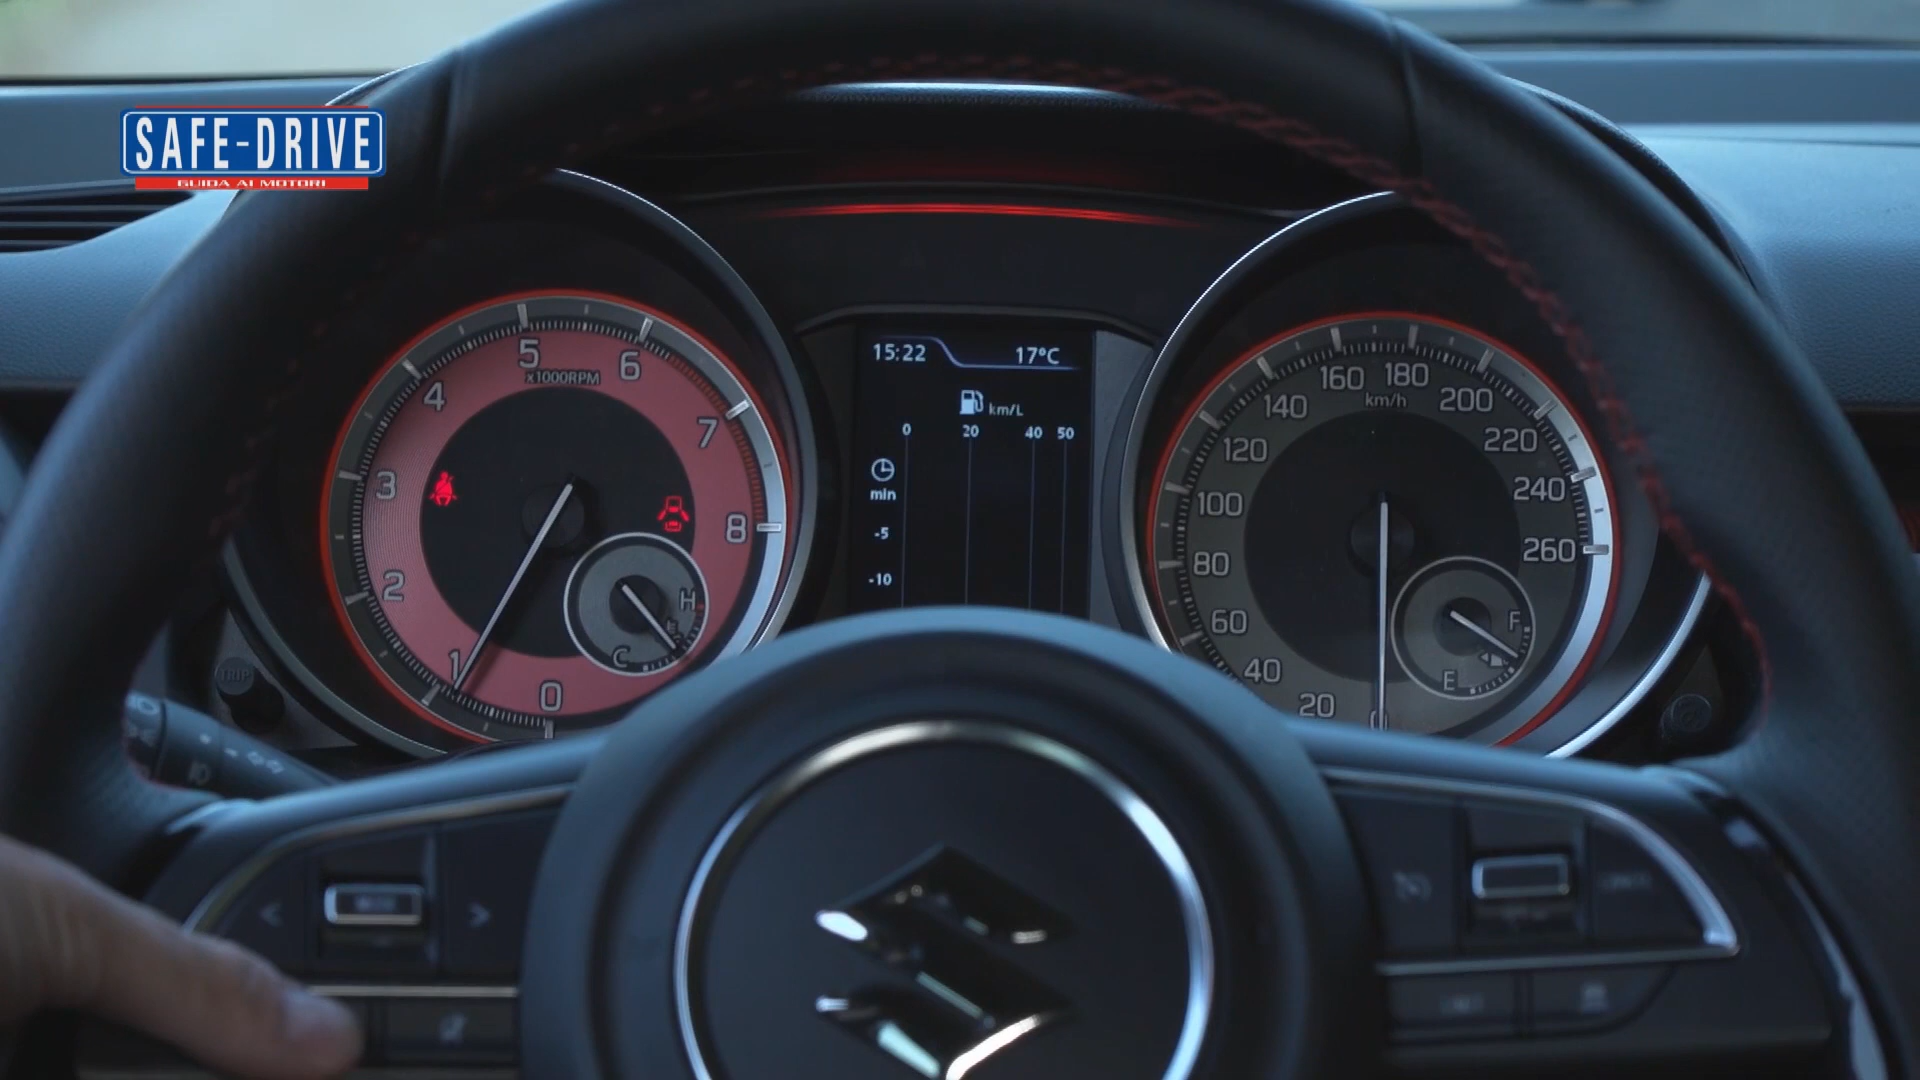 SAFE-DRIVE
GUIDA AI MOTORI
15:22 17°C
km/L
0 20 40 50
min
-5
-10
0 1 2 3 4 5 6 7 8
x1000RPM
C H
0 20 40 60 80 100 120 140 160 180 200 220 240 260
km/h
E F
TRIP